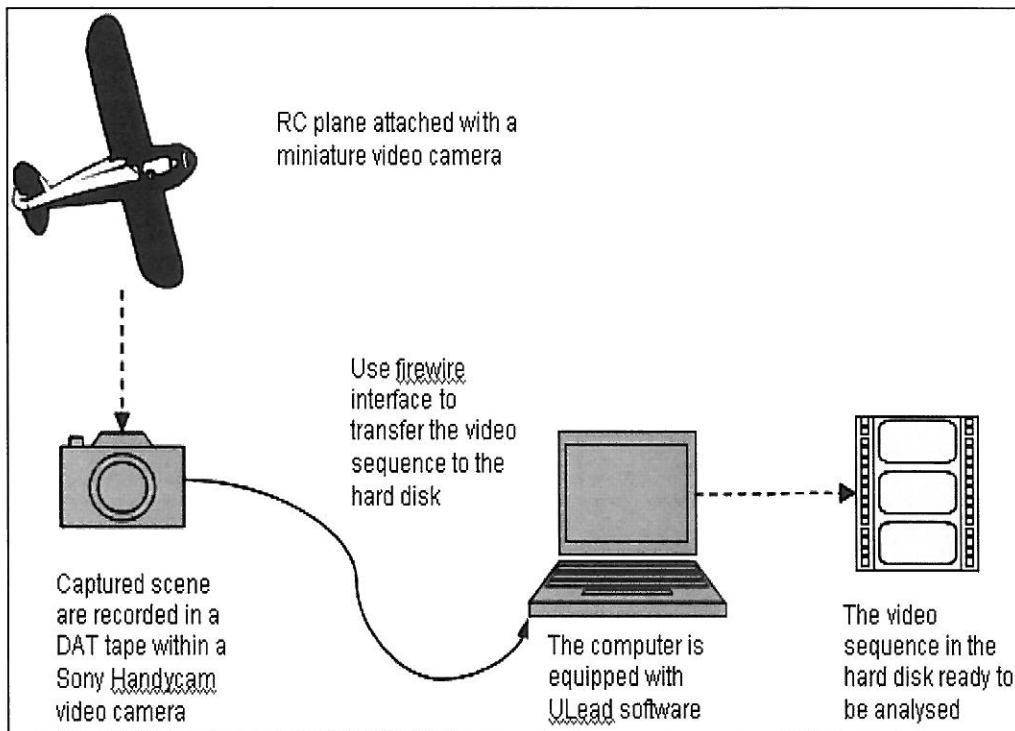 RC plane attached with a
miniature video camera
Use firewire
interface to
transfer the video
sequence to the
hard disk
Captured scene
are recorded in a
DAT tape within a
Sony Handycam
video camera
The computer is
equipped with
ULead software
The video
sequence in the
hard disk ready to
be analysed